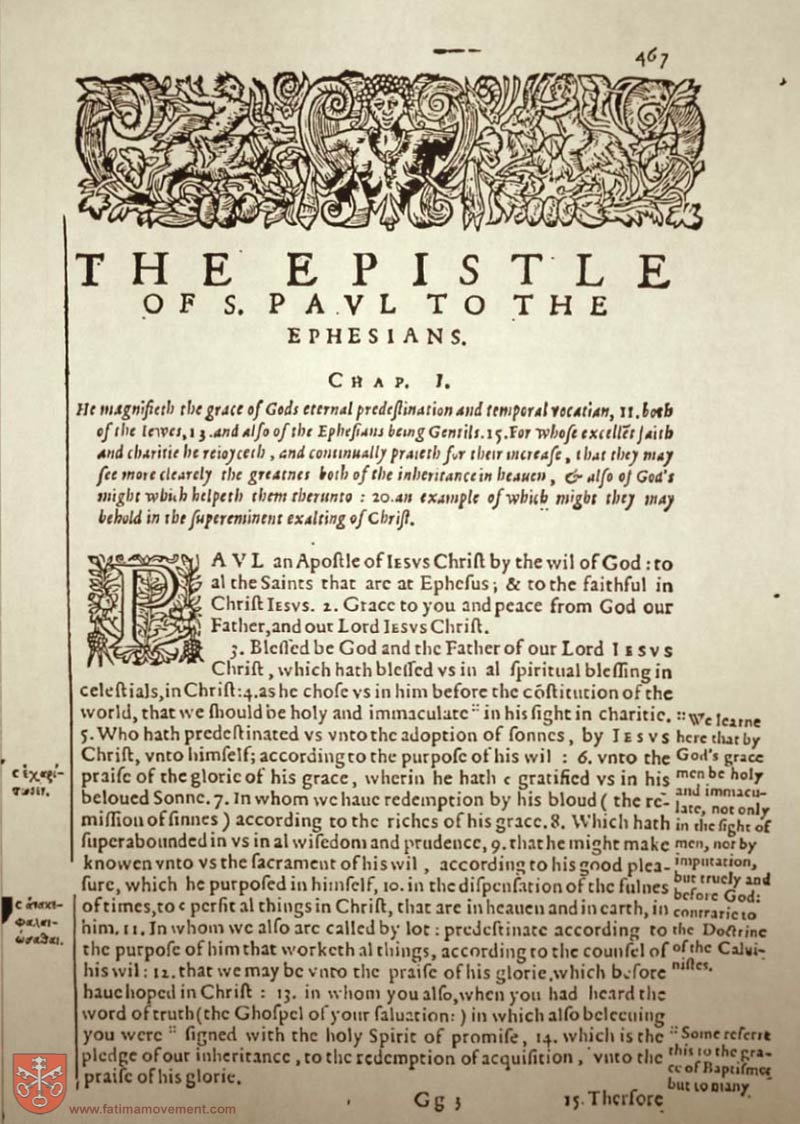 467
THE EPISTLE
OF S. PAVL TO THE
EPHESIANS.
CHAP. I.
He magnifieth the grace of Gods eternal predeſtination and temporal vocation, 11. both
of the Iewes, 13. and alſo of the Epheſians being Gentils. 15. For whoſe excellẽt faith
and charitie he reioyceth, and continually praieth for their increaſe, that they may
ſee more clearely the greatnes both of the inheritance in heauen, & alſo of God's
might which helpeth them therunto : 20. an example of which might they may
behold in the ſupereminent exalting of Chriſt.
PAVL an Apoſtle of IESVS Chriſt by the wil of God : to
al the Saints that are at Epheſus; & to the faithful in
Chriſt IESVS. 2. Grace to you and peace from God our
Father, and our Lord IESVS Chriſt.
3. Bleſſed be God and the Father of our Lord IESVS
Chriſt, which hath bleſſed vs in al ſpiritual bleſſing in
celeſtials, in Chriſt: 4. as he choſe vs in him before the cõſtitution of the
world, that we ſhould be holy and immaculate :: in his ſight in charitie.
5. Who hath predeſtinated vs vnto the adoption of ſonnes, by IESVS
Chriſt, vnto himſelf; according to the purpoſe of his wil : 6. vnto the
praiſe of the glorie of his grace, wherin he hath c gratified vs in his
beloued Sonne. 7. In whom we haue redemption by his bloud ( the re-
miſſion of ſinnes ) according to the riches of his grace. 8. Which hath
ſuperabounded in vs in al wiſedom and prudence, 9. that he might make
knowen vnto vs the ſacrament of his wil, according to his good plea-
ſure, which he purpoſed in himſelf, 10. in the diſpenſation of the fulnes
of times, to c perfit al things in Chriſt, that are in heauen and in earth, in
him. 11. In whom we alſo are called by lot : predeſtinate according to
the purpoſe of him that worketh al things, according to the counſel of
his wil : 12. that we may be vnto the praiſe of his glorie, which before
haue hoped in Chriſt : 13. in whom you alſo, when you had heard the
word of truth (the Ghoſpel of your ſaluation: ) in which alſo beleeuing
you were :: ſigned with the holy Spirit of promiſe, 14. which is the
pledge of our inheritance, to the redemption of acquiſition, vnto the
praiſe of his glorie.
:: We learne
here that by
God's grace
men be holy
and immacu-
late, not only
in the ſight of
men, nor by
imputation,
but truely and
before God:
contrarie to
the Doctrine
of the Calui-
niſtes.
:: Some referre
this to the gra-
ce of Baptiſme
but to many
Gg 3
15. Therfore
www.fatimamovement.com